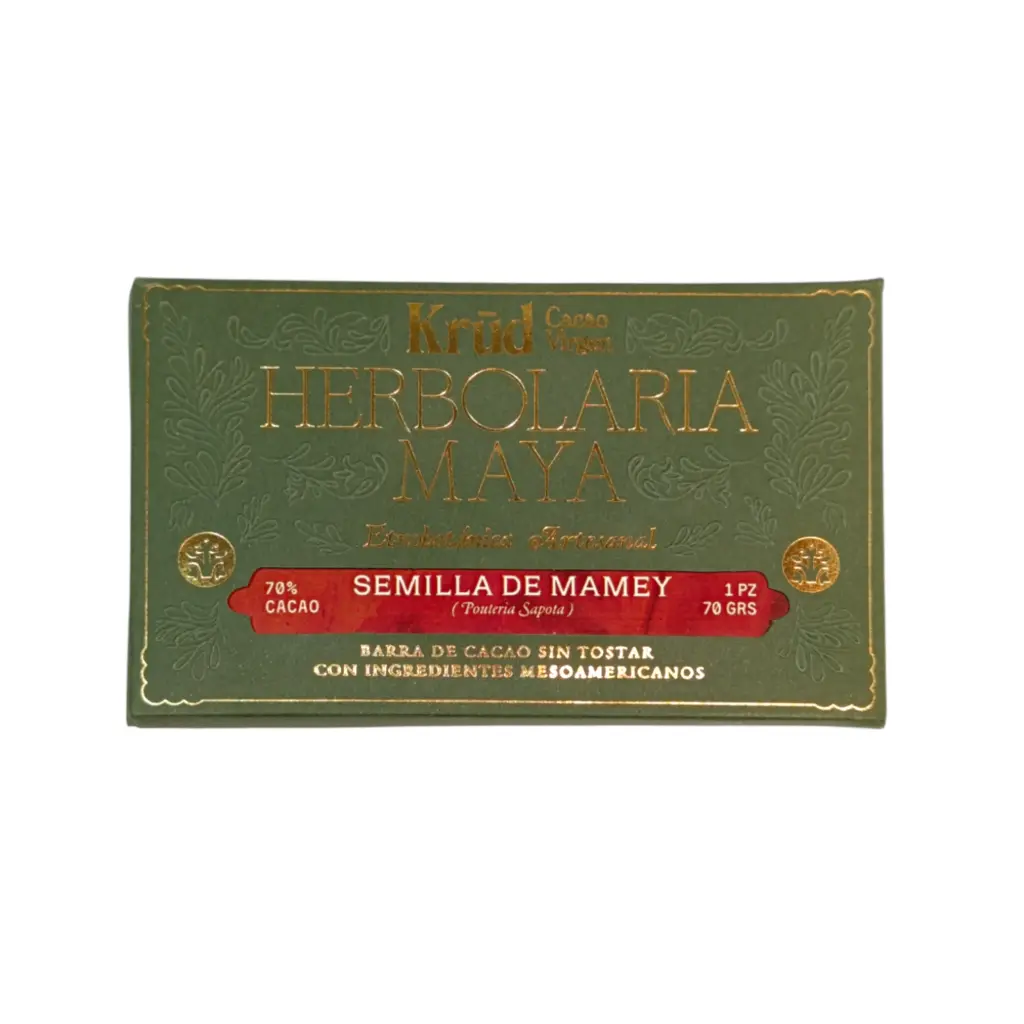 Krūd Cacao Virgen
HERBOLARIA
MAYA
Etnobotánica Artesanal
70% CACAO
SEMILLA DE MAMEY
( Pouteria Sapota )
1 PZ
70 GRS
BARRA DE CACAO SIN TOSTAR
CON INGREDIENTES MESOAMERICANOS